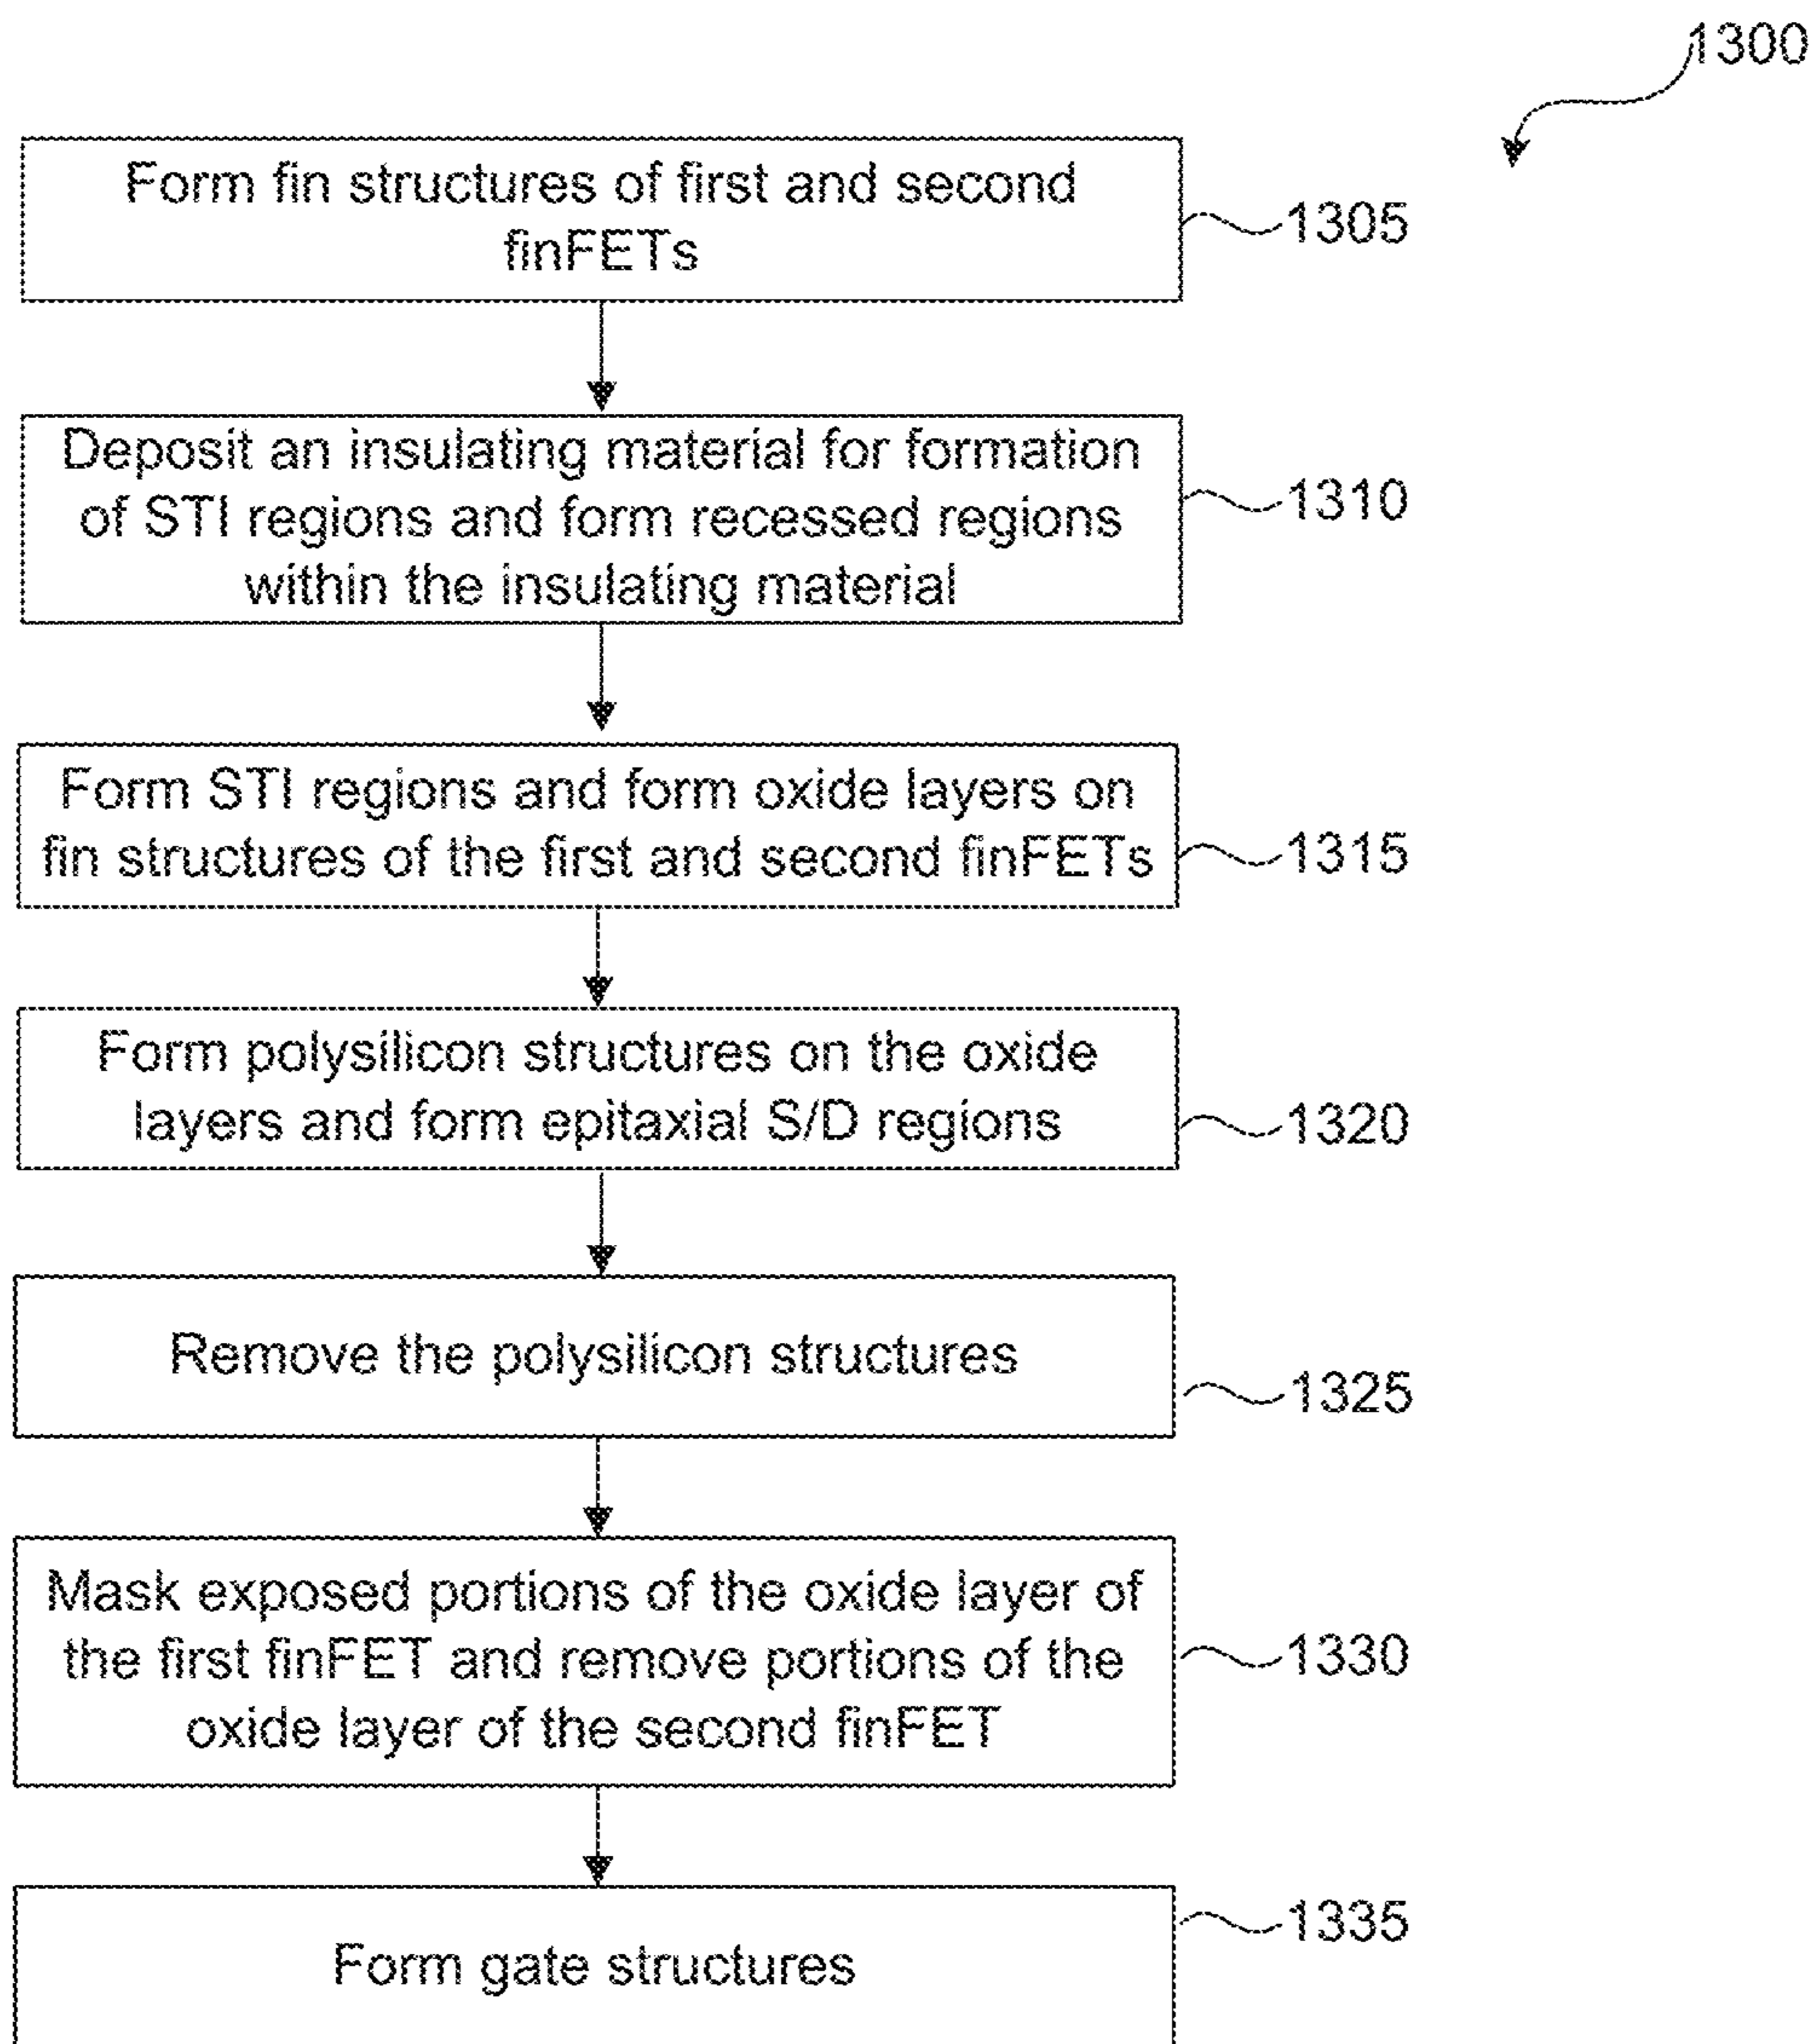 1300
Form fin structures of first and second
finFETs
1305
Deposit an insulating material for formation
of STI regions and form recessed regions
within the insulating material
1310
Form STI regions and form oxide layers on
fin structures of the first and second finFETs
1315
Form polysilicon structures on the oxide
layers and form epitaxial S/D regions
1320
Remove the polysilicon structures
1325
Mask exposed portions of the oxide layer of
the first finFET and remove portions of the
oxide layer of the second finFET
1330
Form gate structures
1335